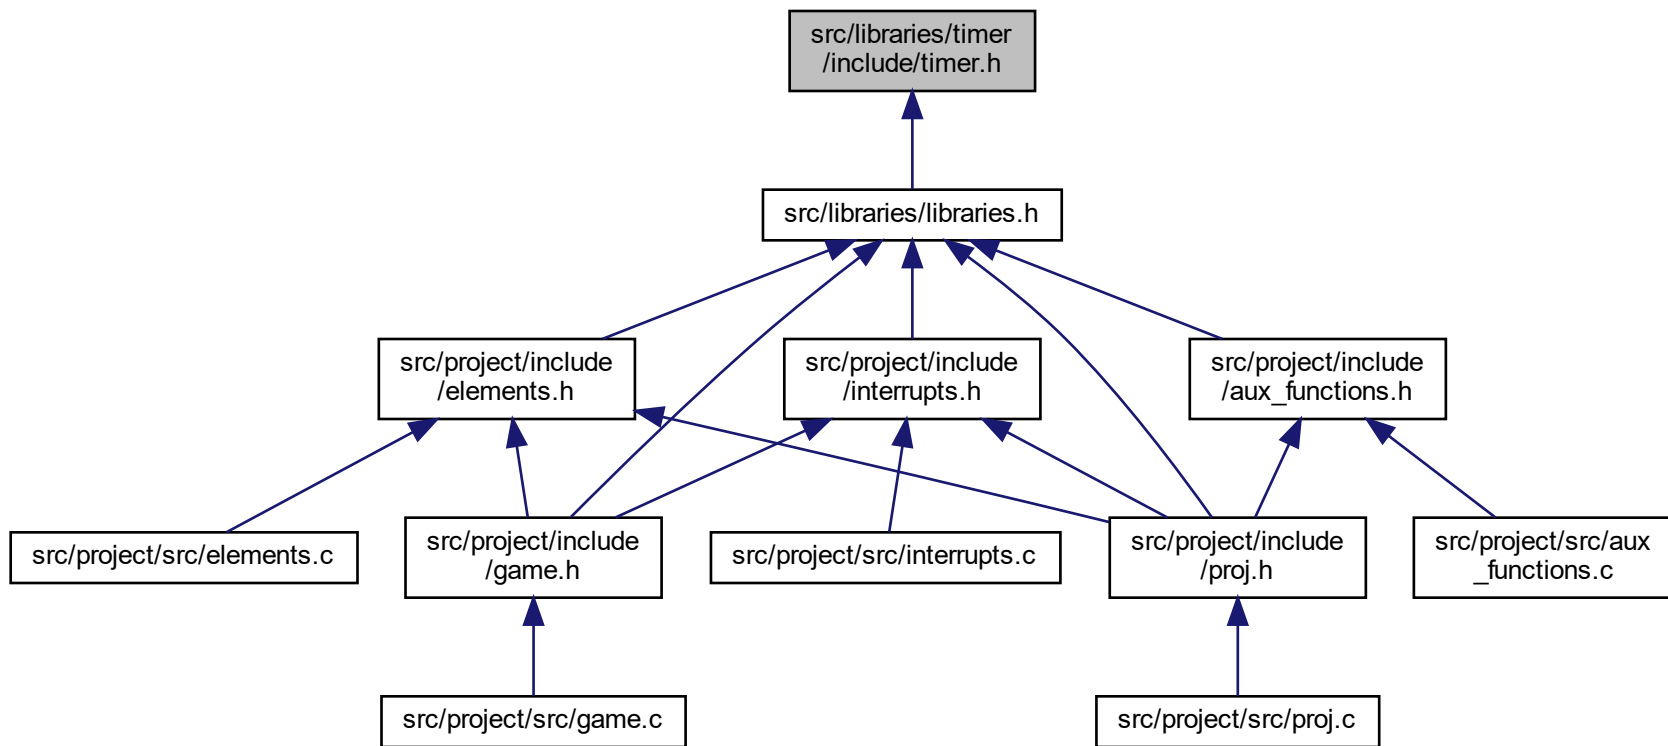 src/libraries/timer
/include/timer.h
src/libraries/libraries.h
src/project/include
/elements.h
src/project/include
/interrupts.h
src/project/include
/aux_functions.h
src/project/src/elements.c
src/project/include
/game.h
src/project/src/interrupts.c
src/project/include
/proj.h
src/project/src/aux
_functions.c
src/project/src/game.c
src/project/src/proj.c